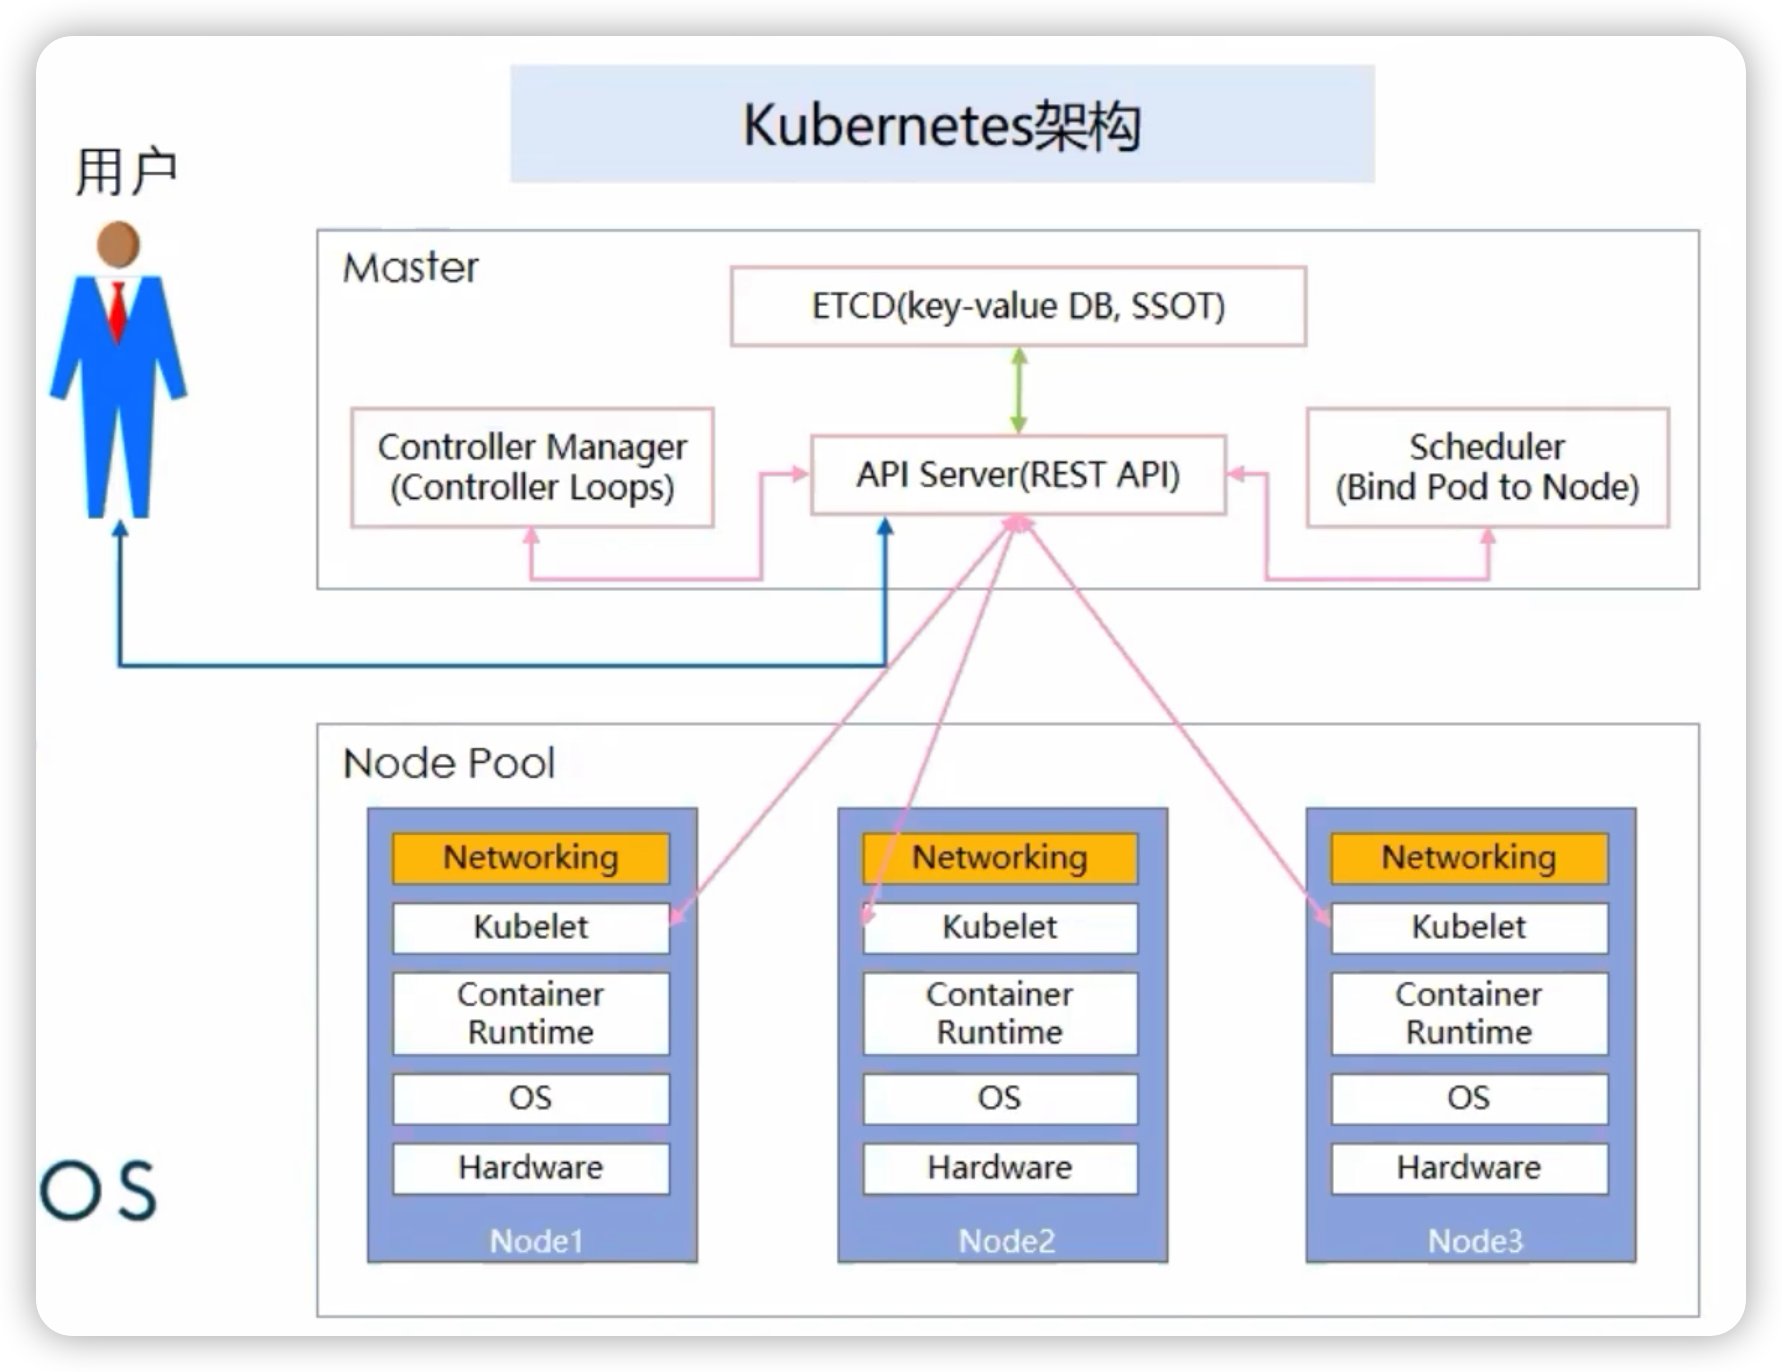 Kubernetes架构
用户
Master
ETCD(key-value DB, SSOT)
Controller Manager
(Controller Loops)
API Server(REST API)
Scheduler
(Bind Pod to Node)
Node Pool
Networking
Kubelet
Container
Runtime
OS
Hardware
Node1
Networking
Kubelet
Container
Runtime
OS
Hardware
Node2
Networking
Kubelet
Container
Runtime
OS
Hardware
Node3
OS